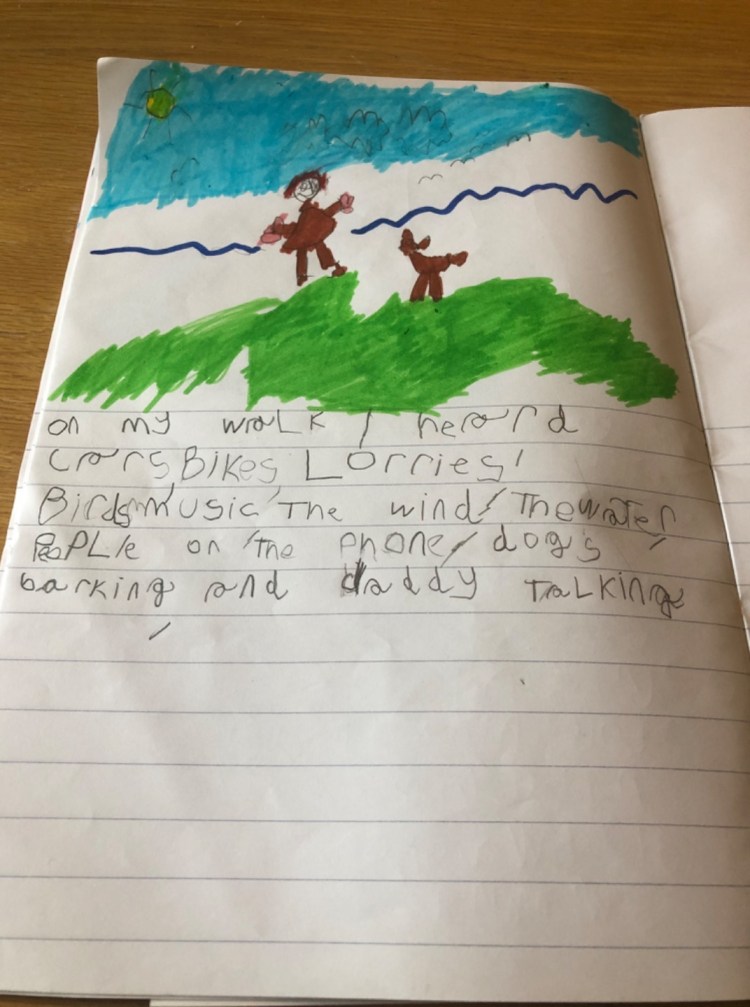 on my walk I heard
cars Bikes Lorries,
Birds, music, The wind, The water
PeaPLle on the phone, dogs,
barking and daddy TaLKing